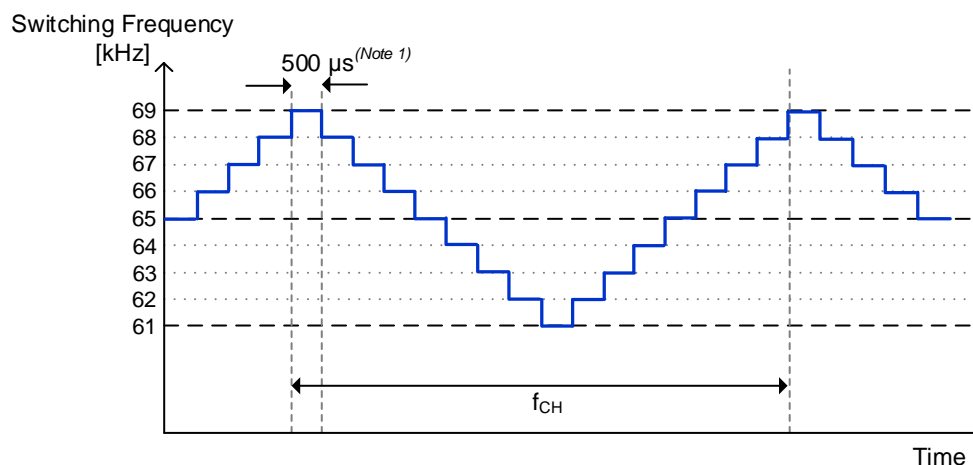 Switching Frequency
[kHz]
500 µs(Note 1)
69
68
67
66
65
64
63
62
61
fCH
Time